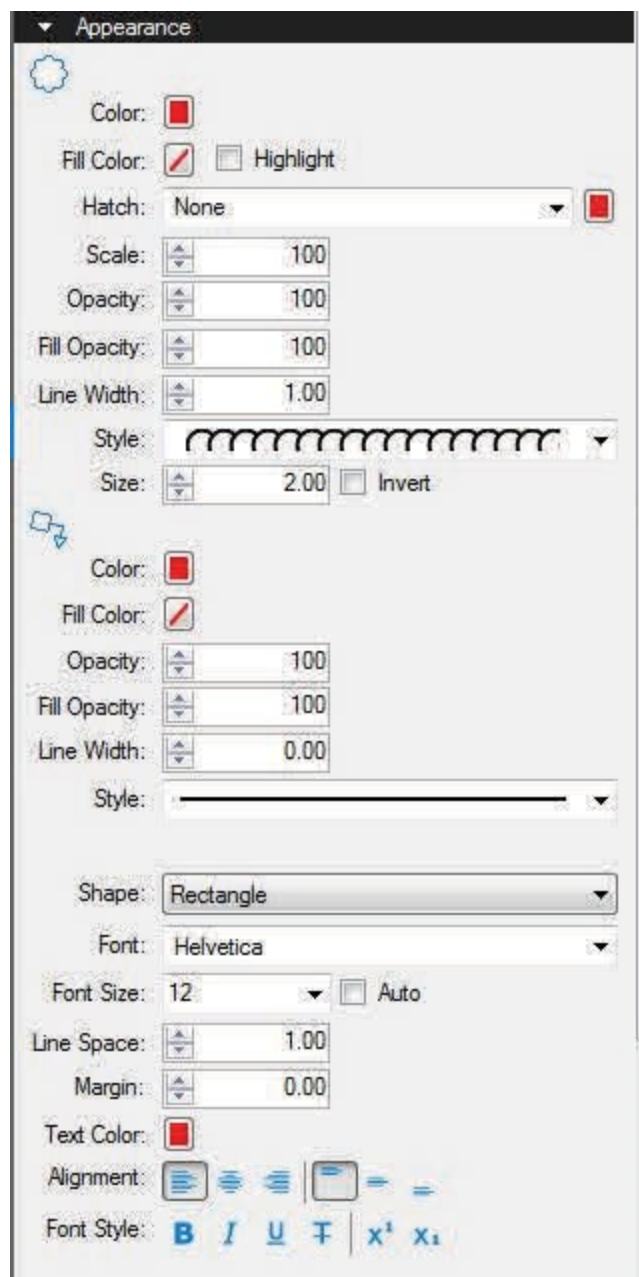 Appearance
Color:
Fill Color: Highlight
Hatch: None
Scale: 100
Opacity: 100
Fill Opacity: 100
Line Width: 1.00
Style:
Size: 2.00 Invert
Color:
Fill Color:
Opacity: 100
Fill Opacity: 100
Line Width: 0.00
Style:
Shape: Rectangle
Font: Helvetica
Font Size: 12 Auto
Line Space: 1.00
Margin: 0.00
Text Color:
Alignment:
Font Style: B I U T X¹ X₁